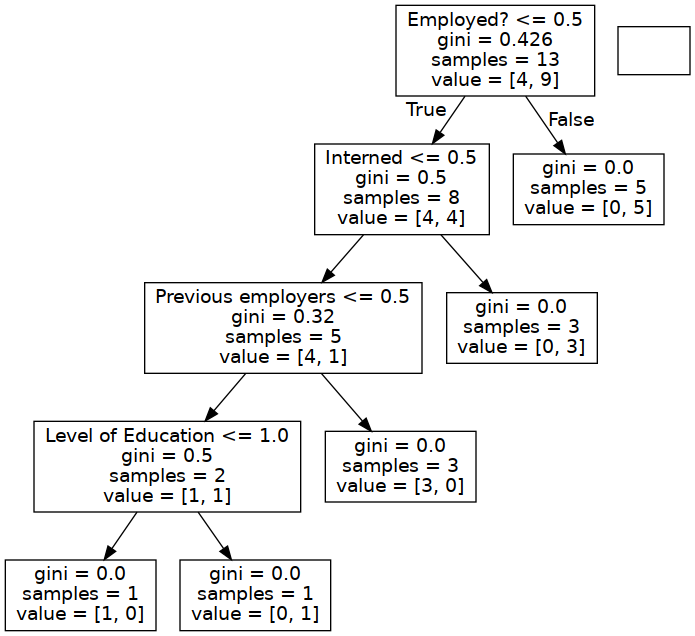 Employed? <= 0.5
gini = 0.426
samples = 13
value = [4, 9]
True
False
Interned <= 0.5
gini = 0.5
samples = 8
value = [4, 4]
gini = 0.0
samples = 5
value = [0, 5]
Previous employers <= 0.5
gini = 0.32
samples = 5
value = [4, 1]
gini = 0.0
samples = 3
value = [0, 3]
Level of Education <= 1.0
gini = 0.5
samples = 2
value = [1, 1]
gini = 0.0
samples = 3
value = [3, 0]
gini = 0.0
samples = 1
value = [1, 0]
gini = 0.0
samples = 1
value = [0, 1]